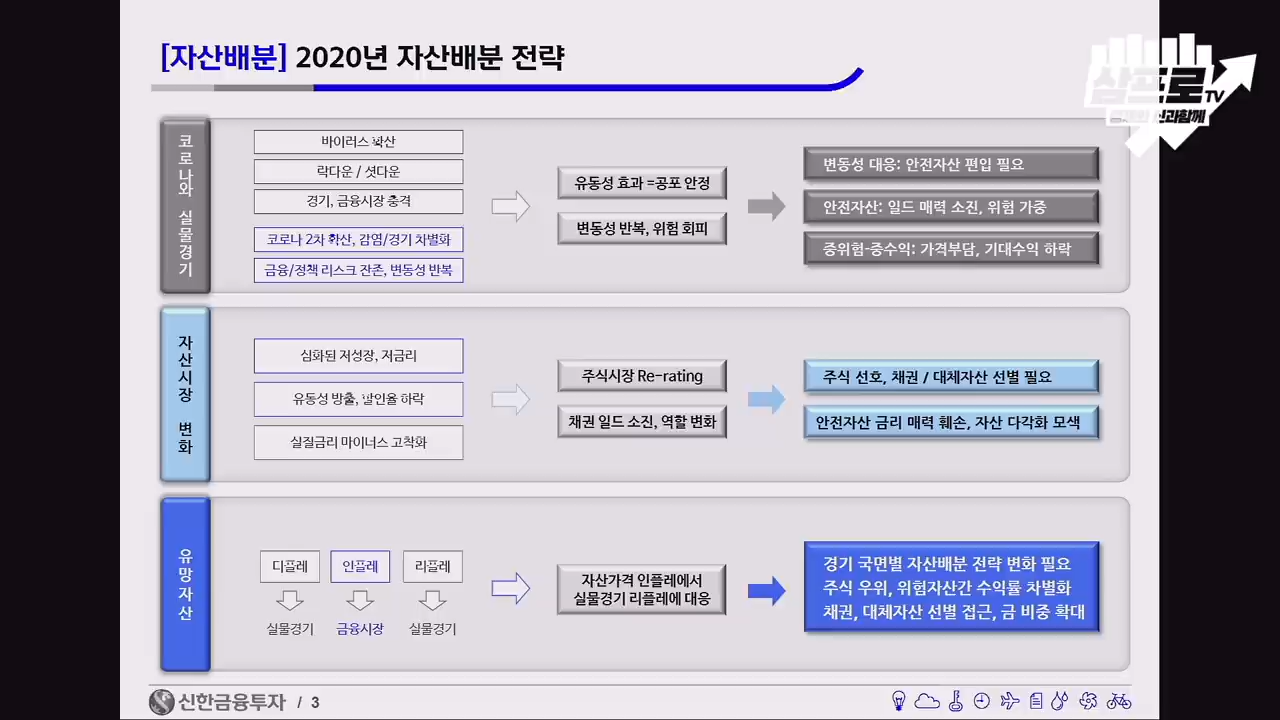 [자산배분] 2020년 자산배분 전략
삼프로TV
신과함께
코로나와 실물경기
바이러스 확산
락다운 / 셧다운
경기, 금융시장 충격
코로나 2차 확산, 감염/경기 차별화
금융/정책 리스크 잔존, 변동성 반복
유동성 효과 =공포 안정
변동성 반복, 위험 회피
변동성 대응: 안전자산 편입 필요
안전자산: 일드 매력 소진, 위험 가중
중위험-중수익: 가격부담, 기대수익 하락
자산시장 변화
심화된 저성장, 저금리
유동성 방출, 할인율 하락
실질금리 마이너스 고착화
주식시장 Re-rating
채권 일드 소진, 역할 변화
주식 선호, 채권 / 대체자산 선별 필요
안전자산 금리 매력 훼손, 자산 다각화 모색
유망자산
디플레 인플레 리플레
실물경기 금융시장 실물경기
자산가격 인플레에서
실물경기 리플레에 대응
경기 국면별 자산배분 전략 변화 필요
주식 우위, 위험자산간 수익률 차별화
채권, 대체자산 선별 접근, 금 비중 확대
신한금융투자 / 3